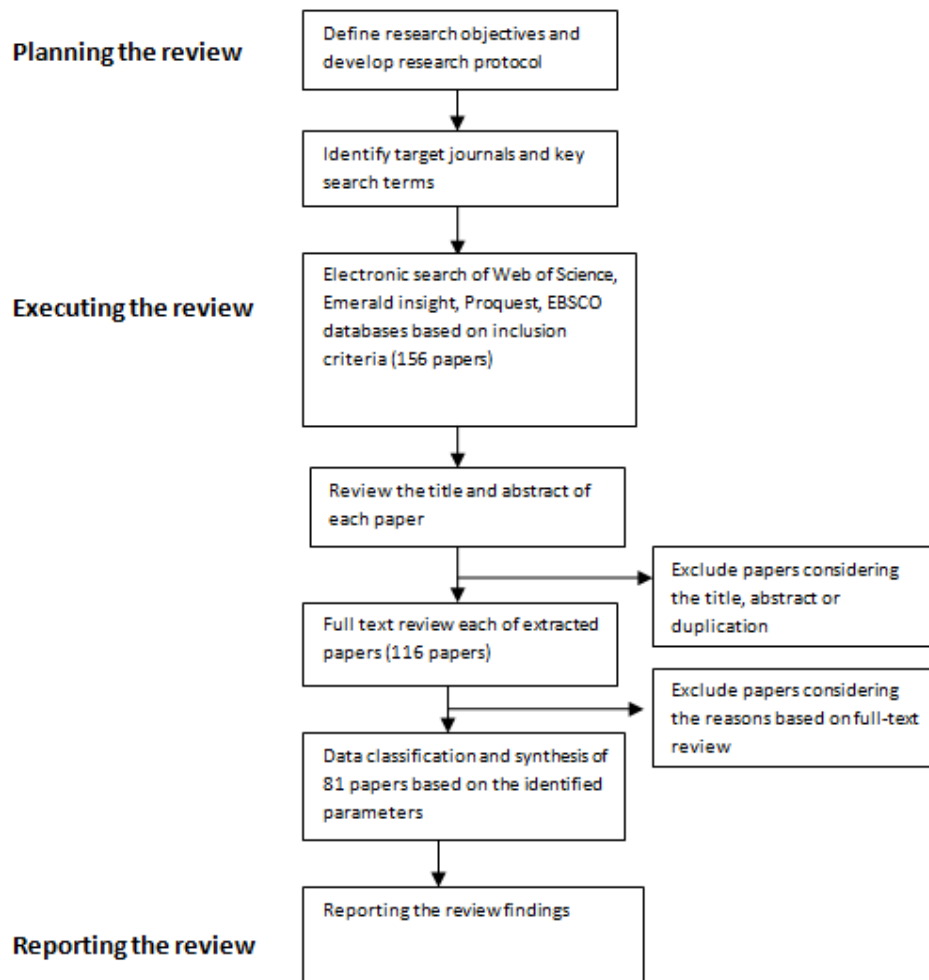 Planning the review
Define research objectives and
develop research protocol
Identify target journals and key
search terms
Executing the review
Electronic search of Web of Science,
Emerald insight, Proquest, EBSCO
databases based on inclusion
criteria (156 papers)
Review the title and abstract of
each paper
Exclude papers considering
the title, abstract or
duplication
Full text review each of extracted
papers (116 papers)
Exclude papers considering
the reasons based on full-text
review
Data classification and synthesis of
81 papers based on the identified
parameters
Reporting the review findings
Reporting the review